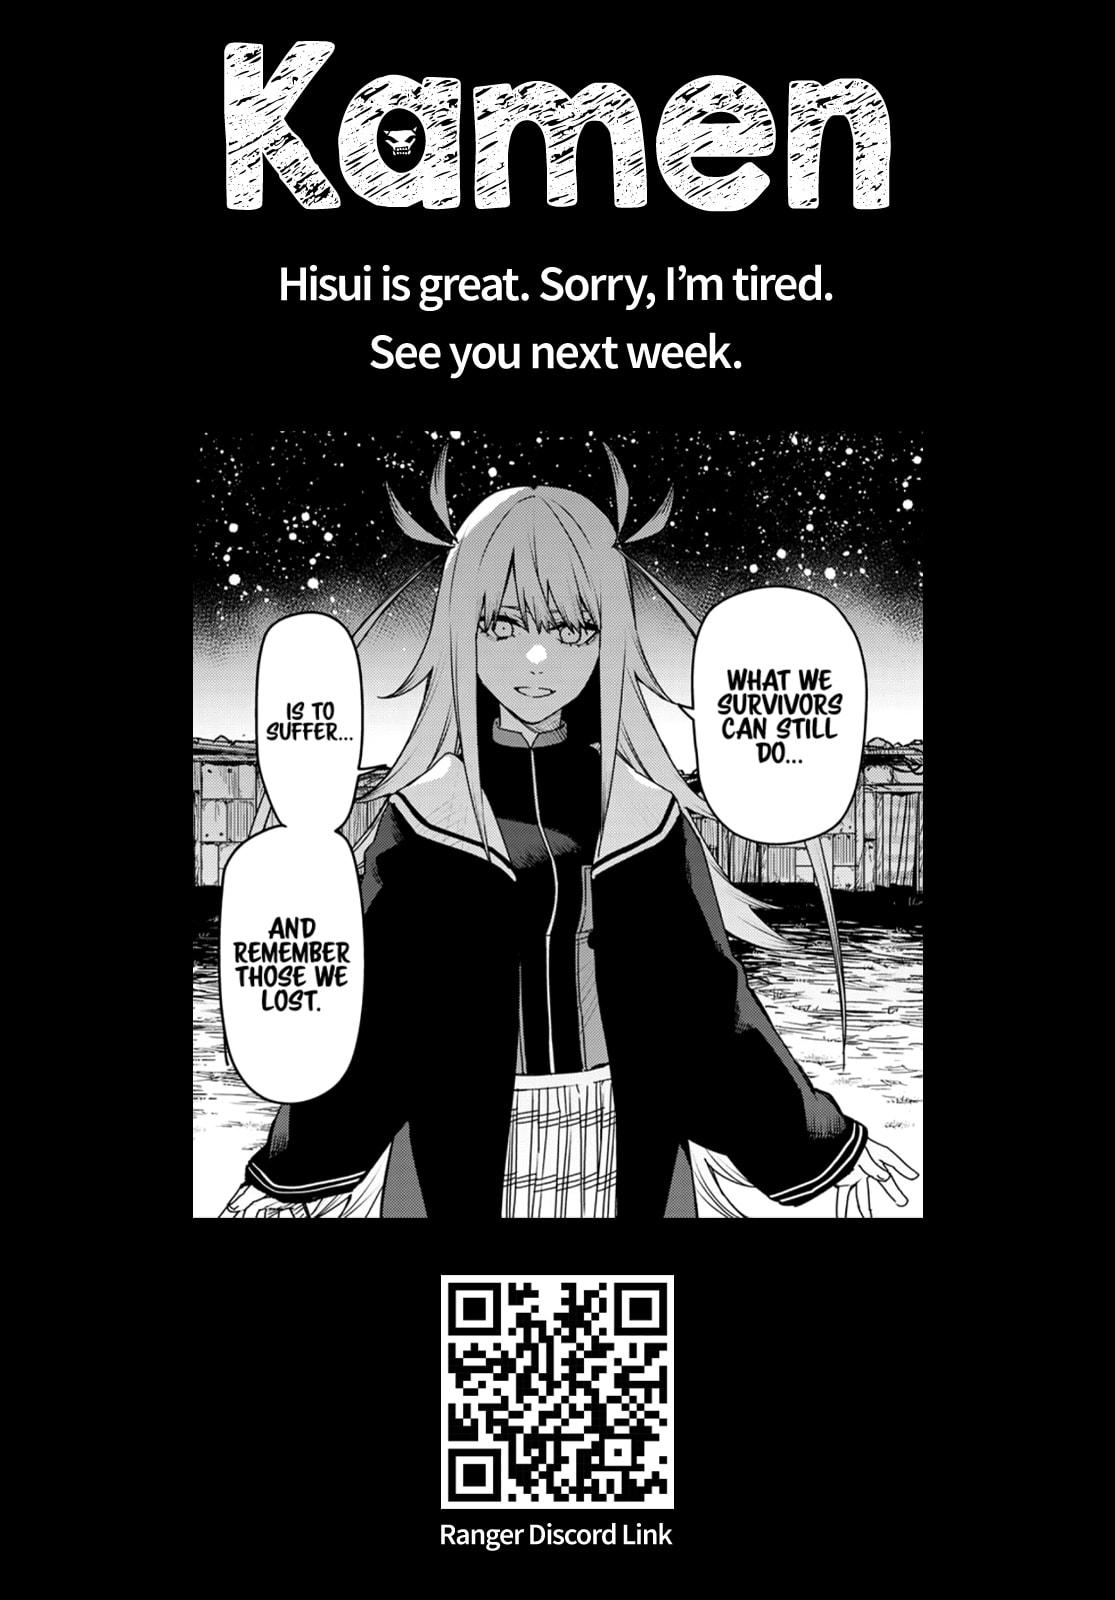 Kamen
Hisui is great. Sorry, I'm tired.
See you next week.
WHAT WE
SURVIVORS
CAN STILL
DO...
IS TO
SUFFER...
AND
REMEMBER
THOSE WE
LOST.
Ranger Discord Link